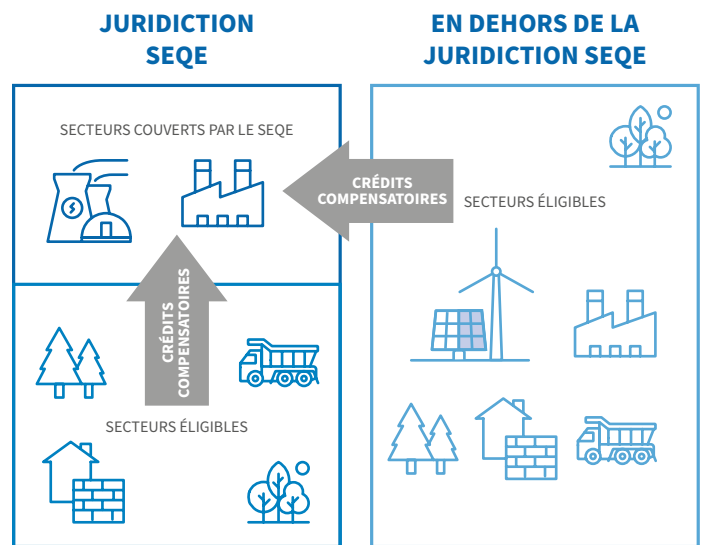 JURIDICTION
SEQE
EN DEHORS DE LA
JURIDICTION SEQE
SECTEURS COUVERTS PAR LE SEQE
CRÉDITS
COMPENSATOIRES
SECTEURS ÉLIGIBLES
CRÉDITS
COMPENSATOIRES
SECTEURS ÉLIGIBLES